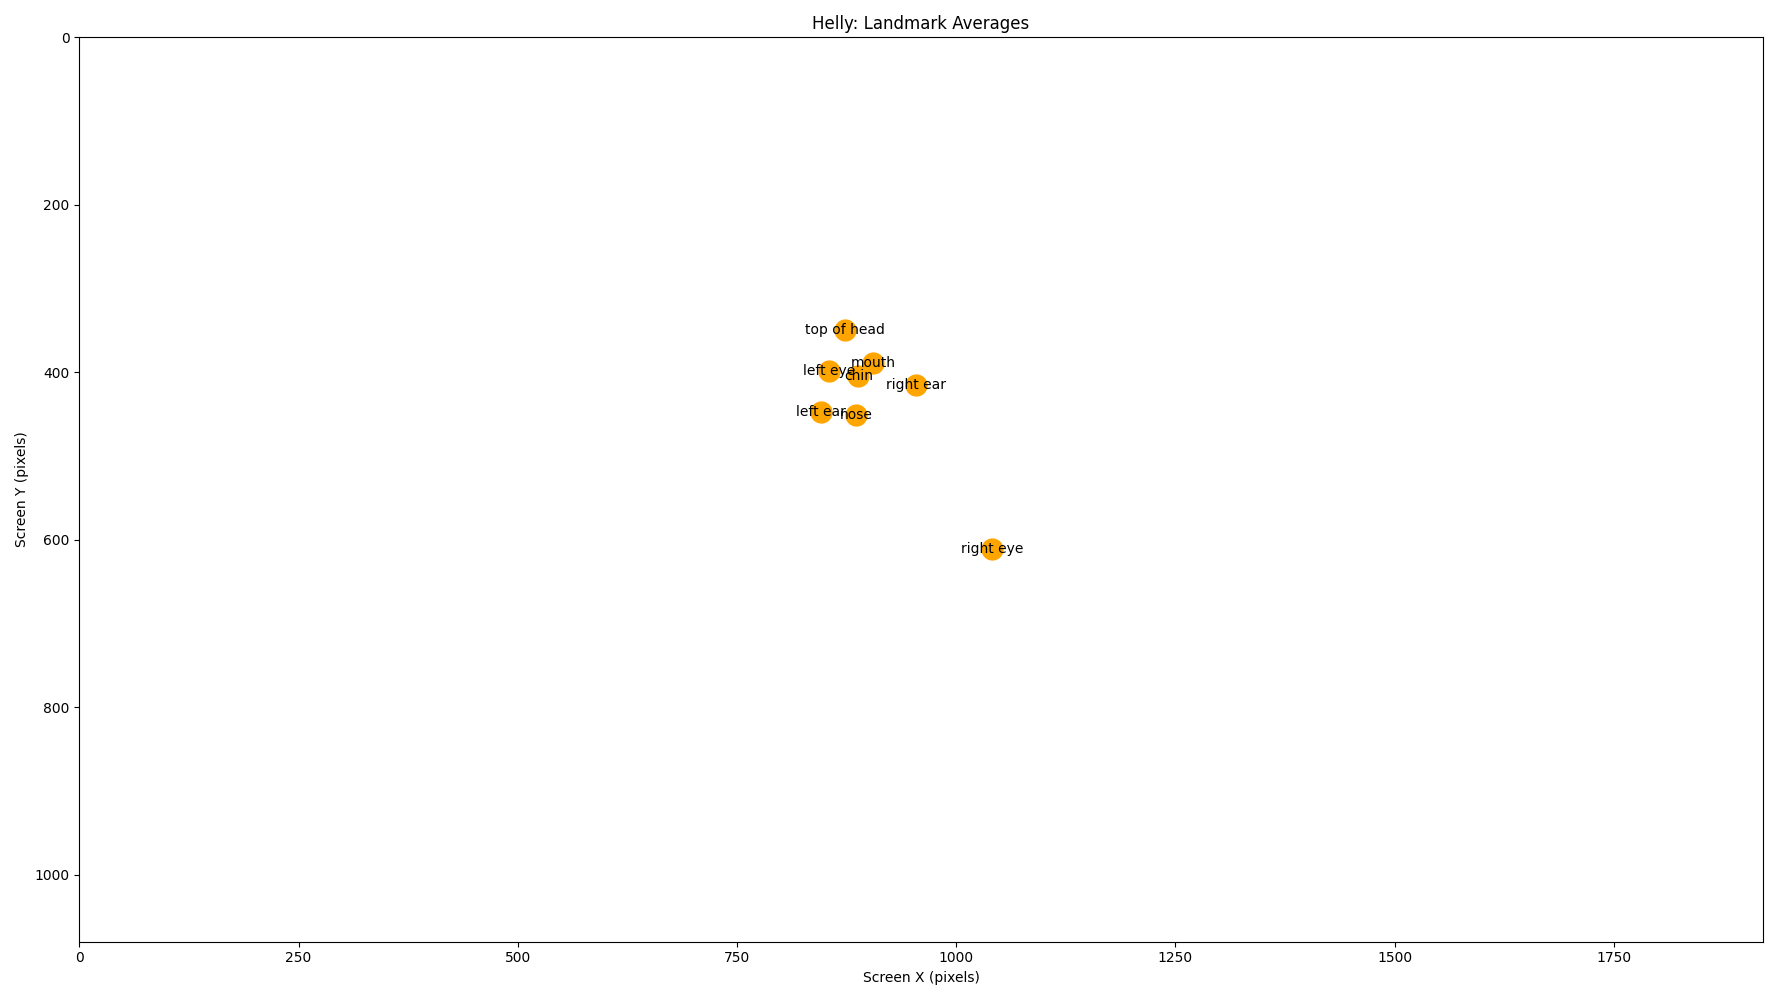 Helly: Landmark Averages
0
200
400
600
800
1000
Screen Y (pixels)
top of head
mouth
left eye
chin
right ear
left ear
nose
right eye
0
250
500
750
1000
1250
1500
1750
Screen X (pixels)